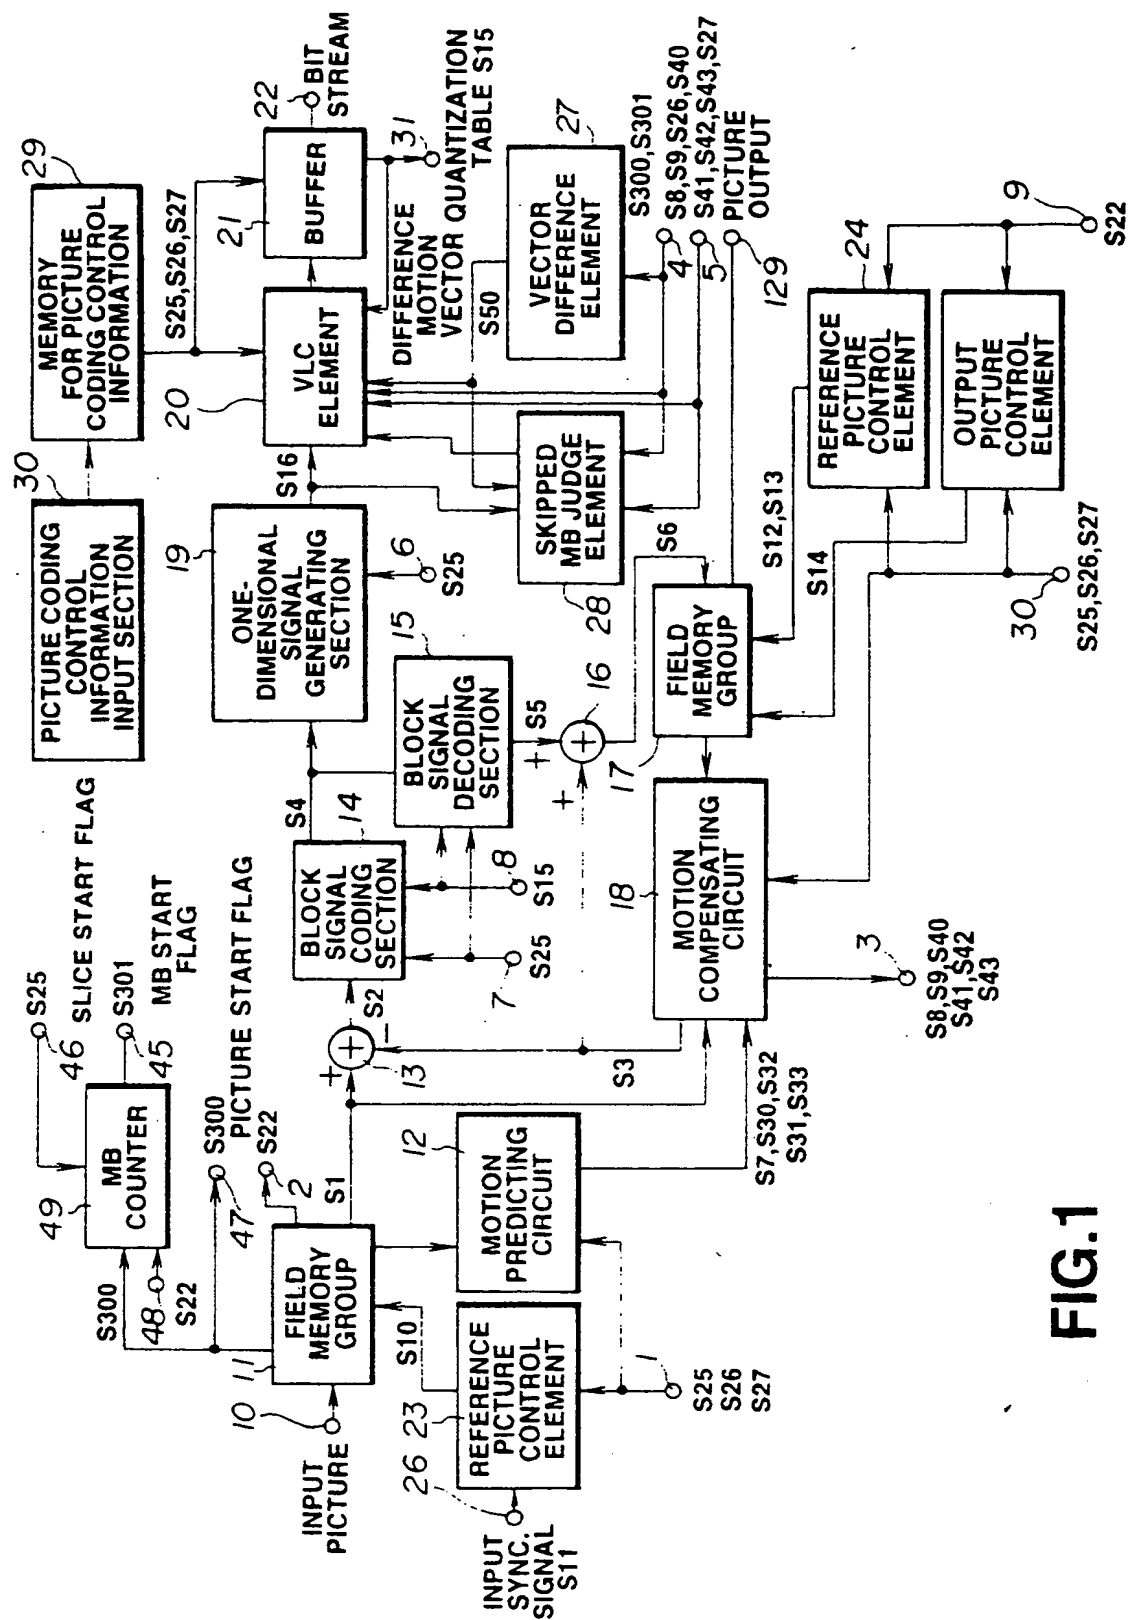 PICTURE CODING
CONTROL
INFORMATION
INPUT SECTION
30
MEMORY
FOR PICTURE
CODING CONTROL
INFORMATION
29
S25,S26,S27
S25
46
SLICE START FLAG
S301
45
MB START
FLAG
49
MB
COUNTER
S300
48
S22
S300
47
PICTURE START FLAG
S22
2
INPUT
PICTURE
10
11
FIELD
MEMORY
GROUP
S1
+
13
−
S2
BLOCK
SIGNAL
CODING
SECTION
14
S4
7
S25
8
S15
ONE-
DIMENSIONAL
SIGNAL
GENERATING
SECTION
19
6
S25
S16
20
VLC
ELEMENT
21
BUFFER
22
BIT
STREAM
31
DIFFERENCE
MOTION
VECTOR QUANTIZATION
TABLE S15
15
BLOCK
SIGNAL
DECODING
SECTION
S5
+
+
16
S6
SKIPPED
MB JUDGE
ELEMENT
28
S50
VECTOR
DIFFERENCE
ELEMENT
27
S300,S301
4
S8,S9,S26,S40
5
S41,S42,S43,S27
129
PICTURE
OUTPUT
INPUT
SYNC.
SIGNAL
S11
26
23
REFERENCE
PICTURE
CONTROL
ELEMENT
S10
1
S25
S26
S27
12
MOTION
PREDICTING
CIRCUIT
S7,S30,S32
S31,S33
S3
18
MOTION
COMPENSATING
CIRCUIT
3
S8,S9,S40
S41,S42
S43
17
FIELD
MEMORY
GROUP
S12,S13
S14
REFERENCE
PICTURE
CONTROL
ELEMENT
24
OUTPUT
PICTURE
CONTROL
ELEMENT
30
S25,S26,S27
9
S22
FIG.1